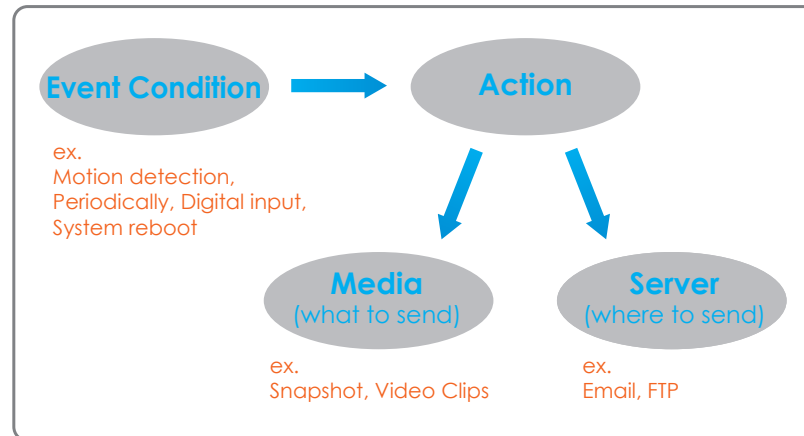 Event Condition
Action
ex.
Motion detection,
Periodically, Digital input,
System reboot
Media
(what to send)
Server
(where to send)
ex.
Snapshot, Video Clips
ex.
Email, FTP